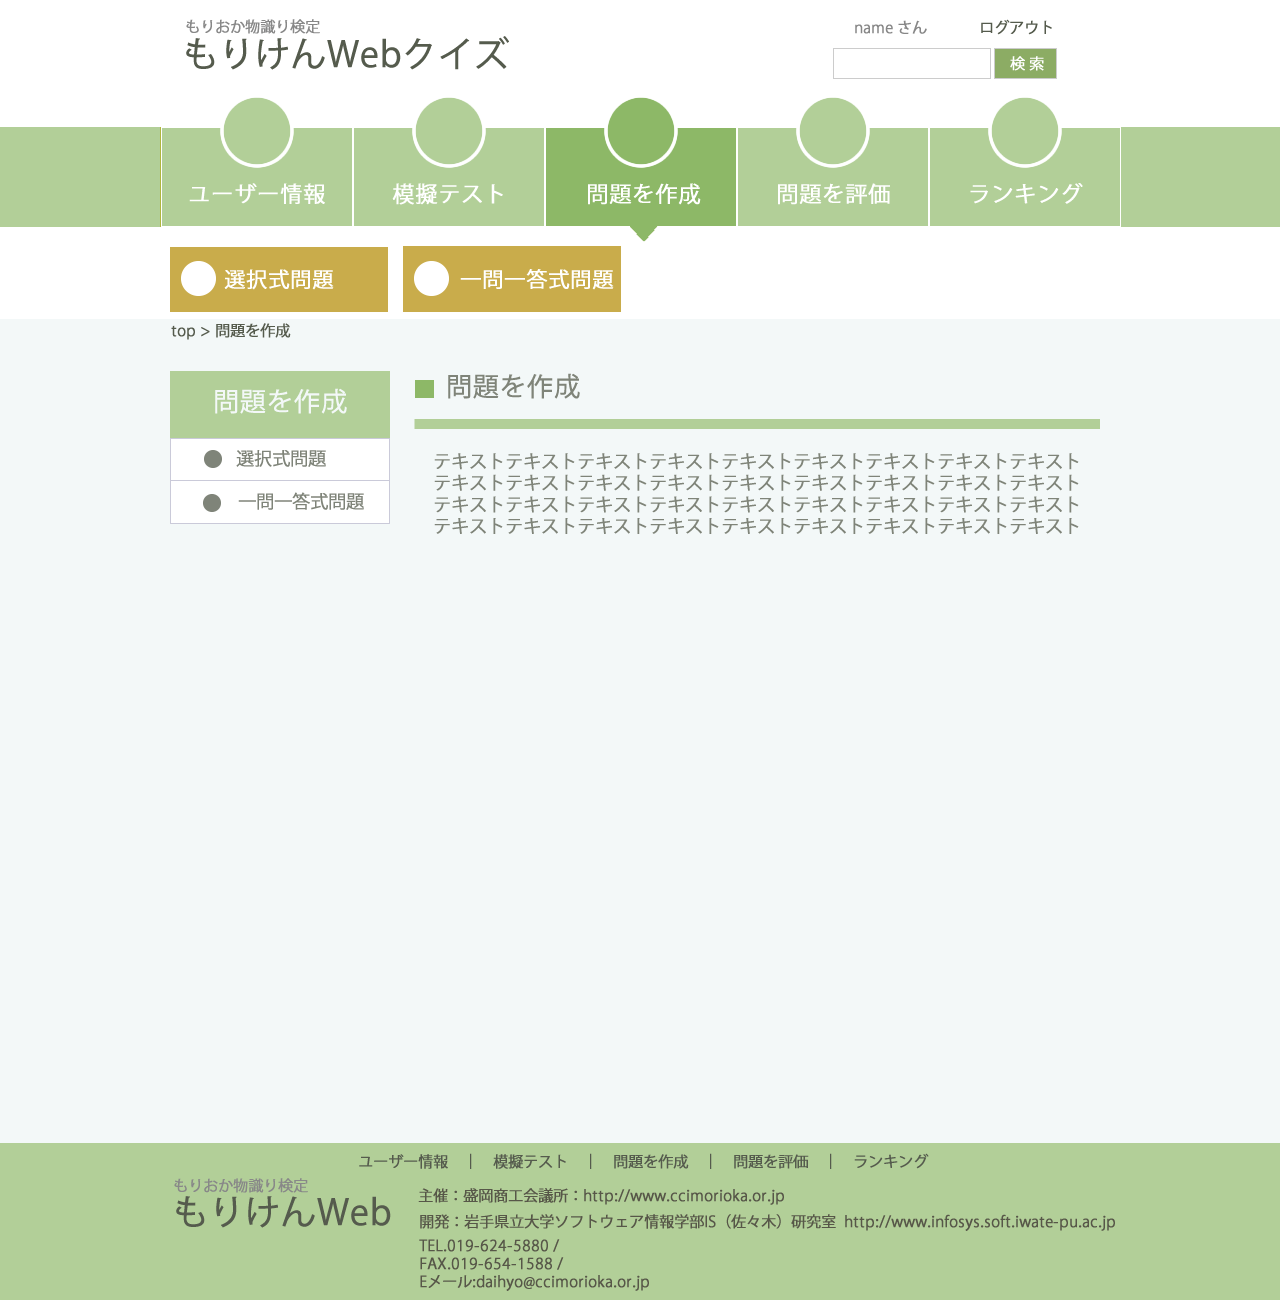 もりおか物識り検定
もりけんWebクイズ
name さん
ログアウト
検 索
ユーザー情報
模擬テスト
問題を作成
問題を評価
ランキング
選択式問題
一問一答式問題
top > 問題を作成
問題を作成
選択式問題
一問一答式問題
問題を作成
テキストテキストテキストテキストテキストテキストテキストテキストテキスト
テキストテキストテキストテキストテキストテキストテキストテキストテキスト
テキストテキストテキストテキストテキストテキストテキストテキストテキスト
テキストテキストテキストテキストテキストテキストテキストテキストテキスト
ユーザー情報 | 模擬テスト | 問題を作成 | 問題を評価 | ランキング
もりおか物識り検定
もりけんWeb
主催：盛岡商工会議所：http://www.ccimorioka.or.jp
開発：岩手県立大学ソフトウェア情報学部IS（佐々木）研究室 http://www.infosys.soft.iwate-pu.ac.jp
TEL.019-624-5880 /
FAX.019-654-1588 /
Eメール:daihyo@ccimorioka.or.jp